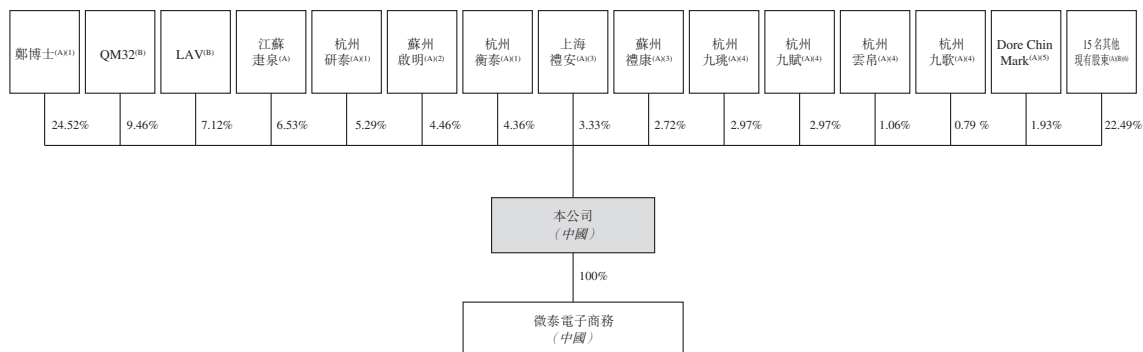 鄭博士(A)(1)
QM32(B)
LAV(B)
江蘇
疌泉(A)
杭州
研泰(A)(1)
蘇州
啟明(A)(2)
杭州
衡泰(A)(1)
上海
禮安(A)(3)
蘇州
禮康(A)(3)
杭州
九珧(A)(4)
杭州
九賦(A)(4)
杭州
雲帛(A)(4)
杭州
九歌(A)(4)
Dore Chin
Mark(A)(5)
15 名其他
現有股東(A)(B)(6)
24.52%
9.46%
7.12%
6.53%
5.29%
4.46%
4.36%
3.33%
2.72%
2.97%
2.97%
1.06%
0.79 %
1.93%
22.49%
本公司
（中國）
100%
微泰電子商務
（中國）